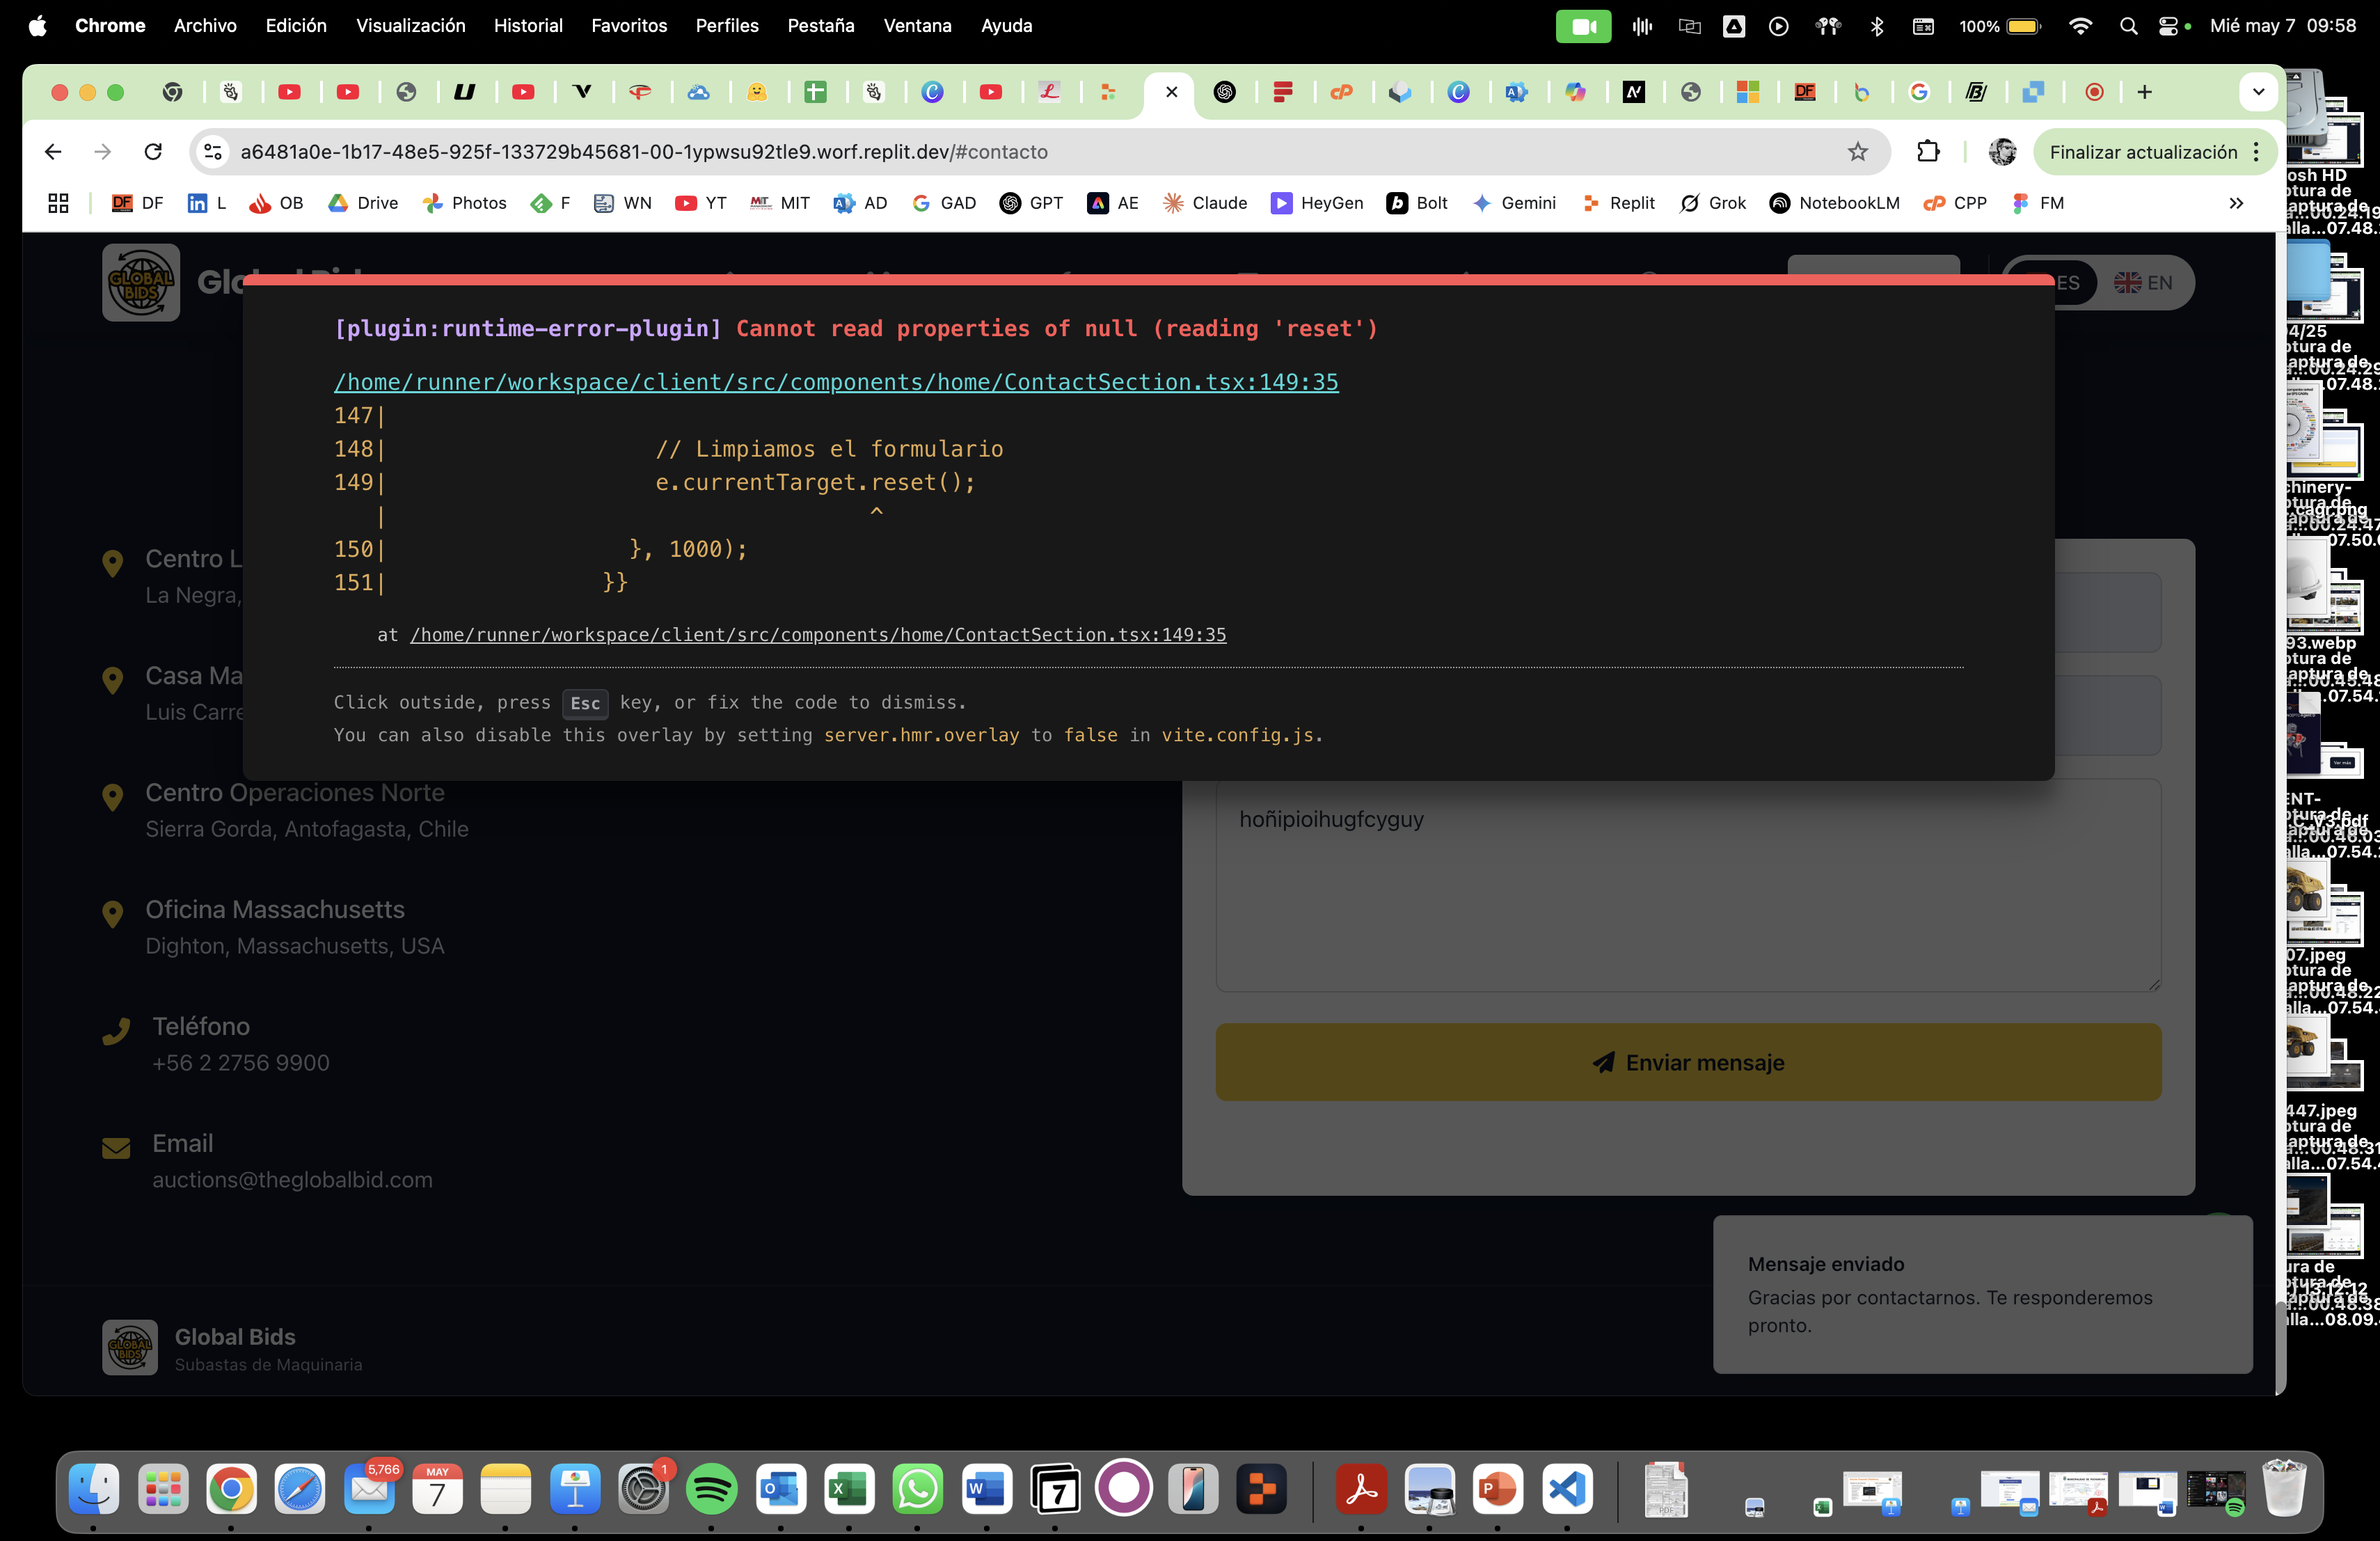 Chrome Archivo Edición Visualización Historial Favoritos Perfiles Pestaña Ventana Ayuda
100% Mié may 7 09:58
a6481a0e-1b17-48e5-925f-133729b45681-00-1ypwsu92tle9.worf.replit.dev/#contacto
Finalizar actualización
DF L OB Drive Photos F WN YT MIT AD GAD GPT AE Claude HeyGen Bolt Gemini Replit Grok NotebookLM CPP FM
GLOBAL BIDS
ES EN
[plugin:runtime-error-plugin] Cannot read properties of null (reading 'reset')
/home/runner/workspace/client/src/components/home/ContactSection.tsx:149:35
147|
148| // Limpiamos el formulario
149| e.currentTarget.reset();
| ^
150| }, 1000);
151| }}
at /home/runner/workspace/client/src/components/home/ContactSection.tsx:149:35
Click outside, press Esc key, or fix the code to dismiss.
You can also disable this overlay by setting server.hmr.overlay to false in vite.config.js.
Centro L
La Negra,
Casa Ma
Luis Carre
Centro Operaciones Norte
Sierra Gorda, Antofagasta, Chile
Oficina Massachusetts
Dighton, Massachusetts, USA
Teléfono
+56 2 2756 9900
Email
auctions@theglobalbid.com
hoñipioihugfcyguy
Enviar mensaje
Mensaje enviado
Gracias por contactarnos. Te responderemos
pronto.
GLOBAL BIDS
Global Bids
Subastas de Maquinaria
5,766
MAY
7
1
7